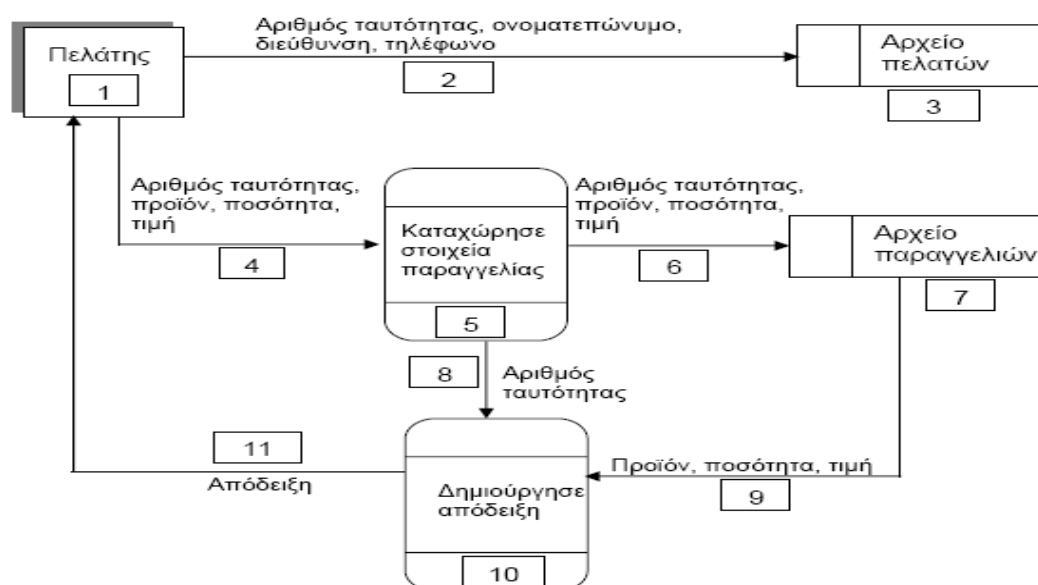 Πελάτης
1
Αριθμός ταυτότητας, ονοματεπώνυμο,
διεύθυνση, τηλέφωνο
2
Αρχείο
πελατών
3
Αριθμός ταυτότητας,
προϊόν, ποσότητα,
τιμή
4
Καταχώρησε
στοιχεία
παραγγελίας
5
Αριθμός ταυτότητας,
προϊόν, ποσότητα,
τιμή
6
Αρχείο
παραγγελιών
7
8
Αριθμός
ταυτότητας
11
Απόδειξη
Δημιούργησε
απόδειξη
10
Προϊόν, ποσότητα, τιμή
9